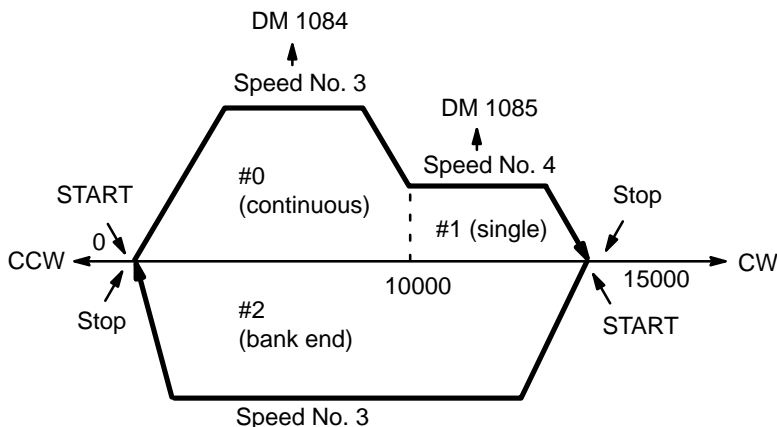 DM 1084
Speed No. 3
DM 1085
Speed No. 4
#0
(continuous)
START
Stop
#1 (single)
0
CCW
CW
10000
15000
Stop
#2
(bank end)
START
Speed No. 3